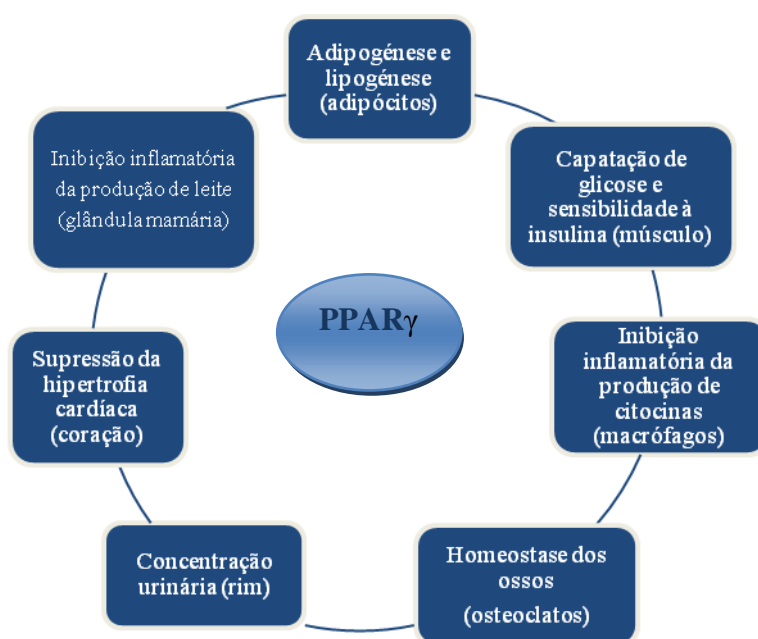 Adipogénese e
lipogénese
(adipócitos)
Capatação de
glicose e
sensibilidade à
insulina (músculo)
Inibição
inflamatória da
produção de
citocinas
(macrófagos)
Homeostase dos
ossos
(osteoclatos)
Concentração
urinária (rim)
Supressão da
hipertrofia
cardíaca
(coração)
Inibição inflamatória
da produção de leite
(glândula mamária)
PPARγ